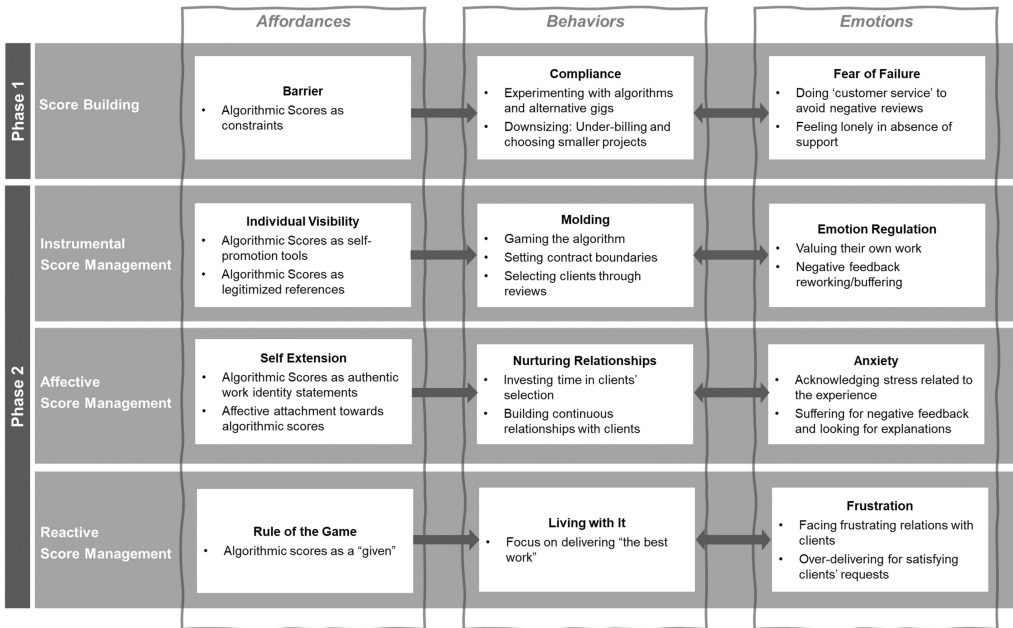 Affordances
Behaviors
Emotions
Phase 1
Score Building
Barrier
• Algorithmic Scores as
constraints
Compliance
• Experimenting with algorithms
and alternative gigs
• Downsizing: Under-billing and
choosing smaller projects
Fear of Failure
• Doing ‘customer service’ to
avoid negative reviews
• Feeling lonely in absence of
support
Phase 2
Instrumental
Score Management
Individual Visibility
• Algorithmic Scores as self-
promotion tools
• Algorithmic Scores as
legitimized references
Molding
• Gaming the algorithm
• Setting contract boundaries
• Selecting clients through
reviews
Emotion Regulation
• Valuing their own work
• Negative feedback
reworking/buffering
Affective
Score Management
Self Extension
• Algorithmic Scores as authentic
work identity statements
• Affective attachment towards
algorithmic scores
Nurturing Relationships
• Investing time in clients’
selection
• Building continuous
relationships with clients
Anxiety
• Acknowledging stress related to
the experience
• Suffering for negative feedback
and looking for explanations
Reactive
Score Management
Rule of the Game
• Algorithmic scores as a “given”
Living with It
• Focus on delivering “the best
work”
Frustration
• Facing frustrating relations with
clients
• Over-delivering for satisfying
clients’ requests